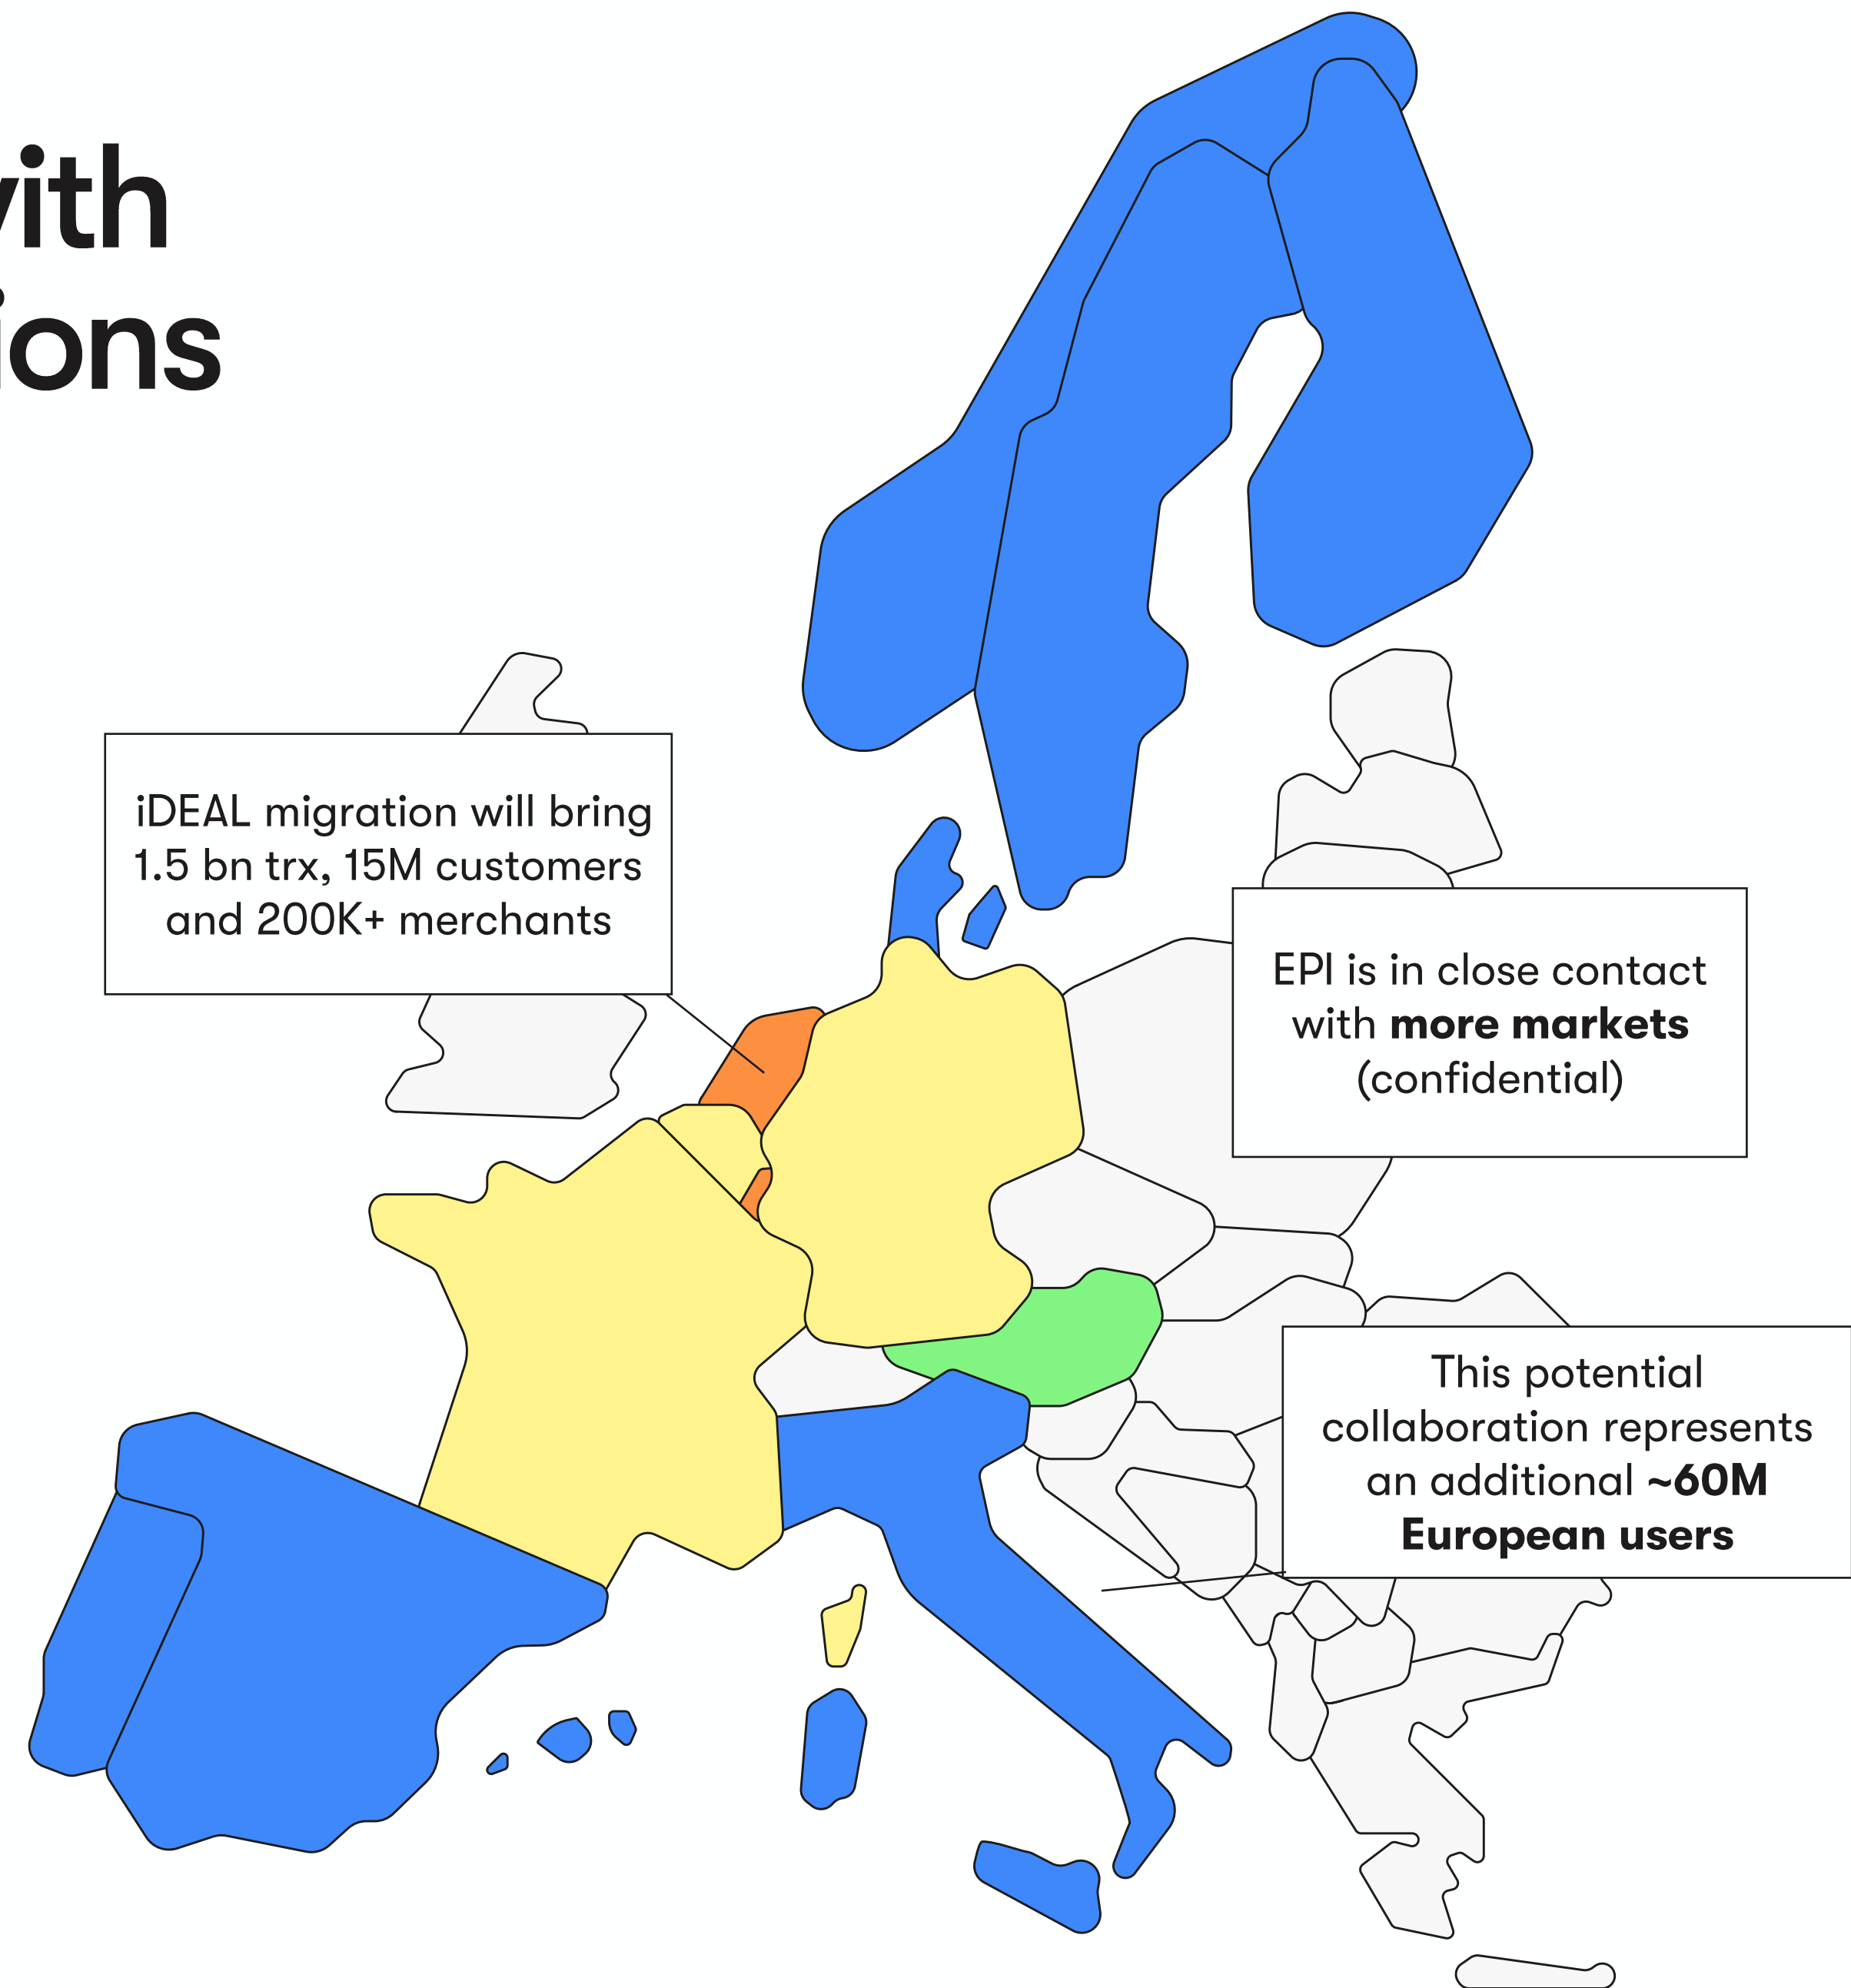 ith
ions
iDEAL migration will bring
1.5 bn trx, 15M customers
and 200K+ merchants
EPI is in close contact
with more markets
(confidential)
This potential
collaboration represents
an additional ~60M
European users